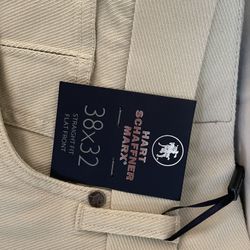 HART
SCHAFFNER
MARX®
38x32
STRAIGHT FIT
FLAT FRONT